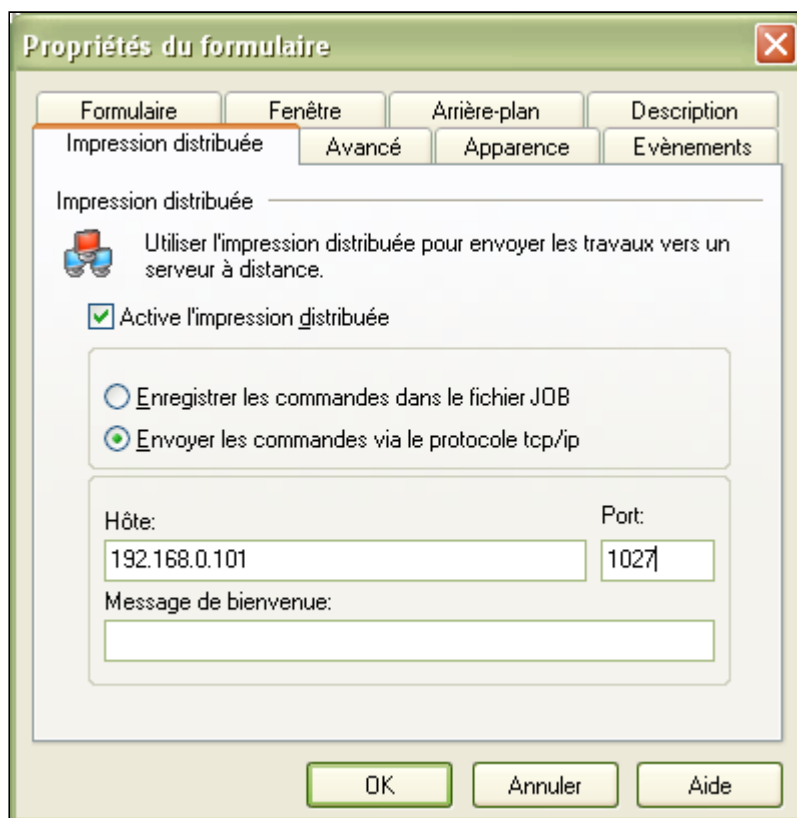 Propriétés du formulaire
Formulaire Fenêtre Arrière-plan Description
Impression distribuée Avancé Apparence Evènements
Impression distribuée
Utiliser l'impression distribuée pour envoyer les travaux vers un
serveur à distance.
Active l'impression distribuée
Enregistrer les commandes dans le fichier JOB
Envoyer les commandes via le protocole tcp/ip
Hôte: Port:
192.168.0.101 1027
Message de bienvenue:
OK Annuler Aide